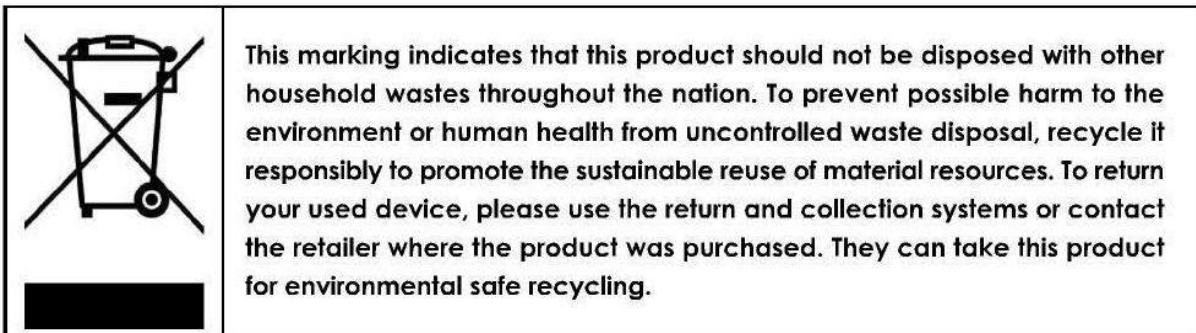 This marking indicates that this product should not be disposed with other
household wastes throughout the nation. To prevent possible harm to the
environment or human health from uncontrolled waste disposal, recycle it
responsibly to promote the sustainable reuse of material resources. To return
your used device, please use the return and collection systems or contact
the retailer where the product was purchased. They can take this product
for environmental safe recycling.